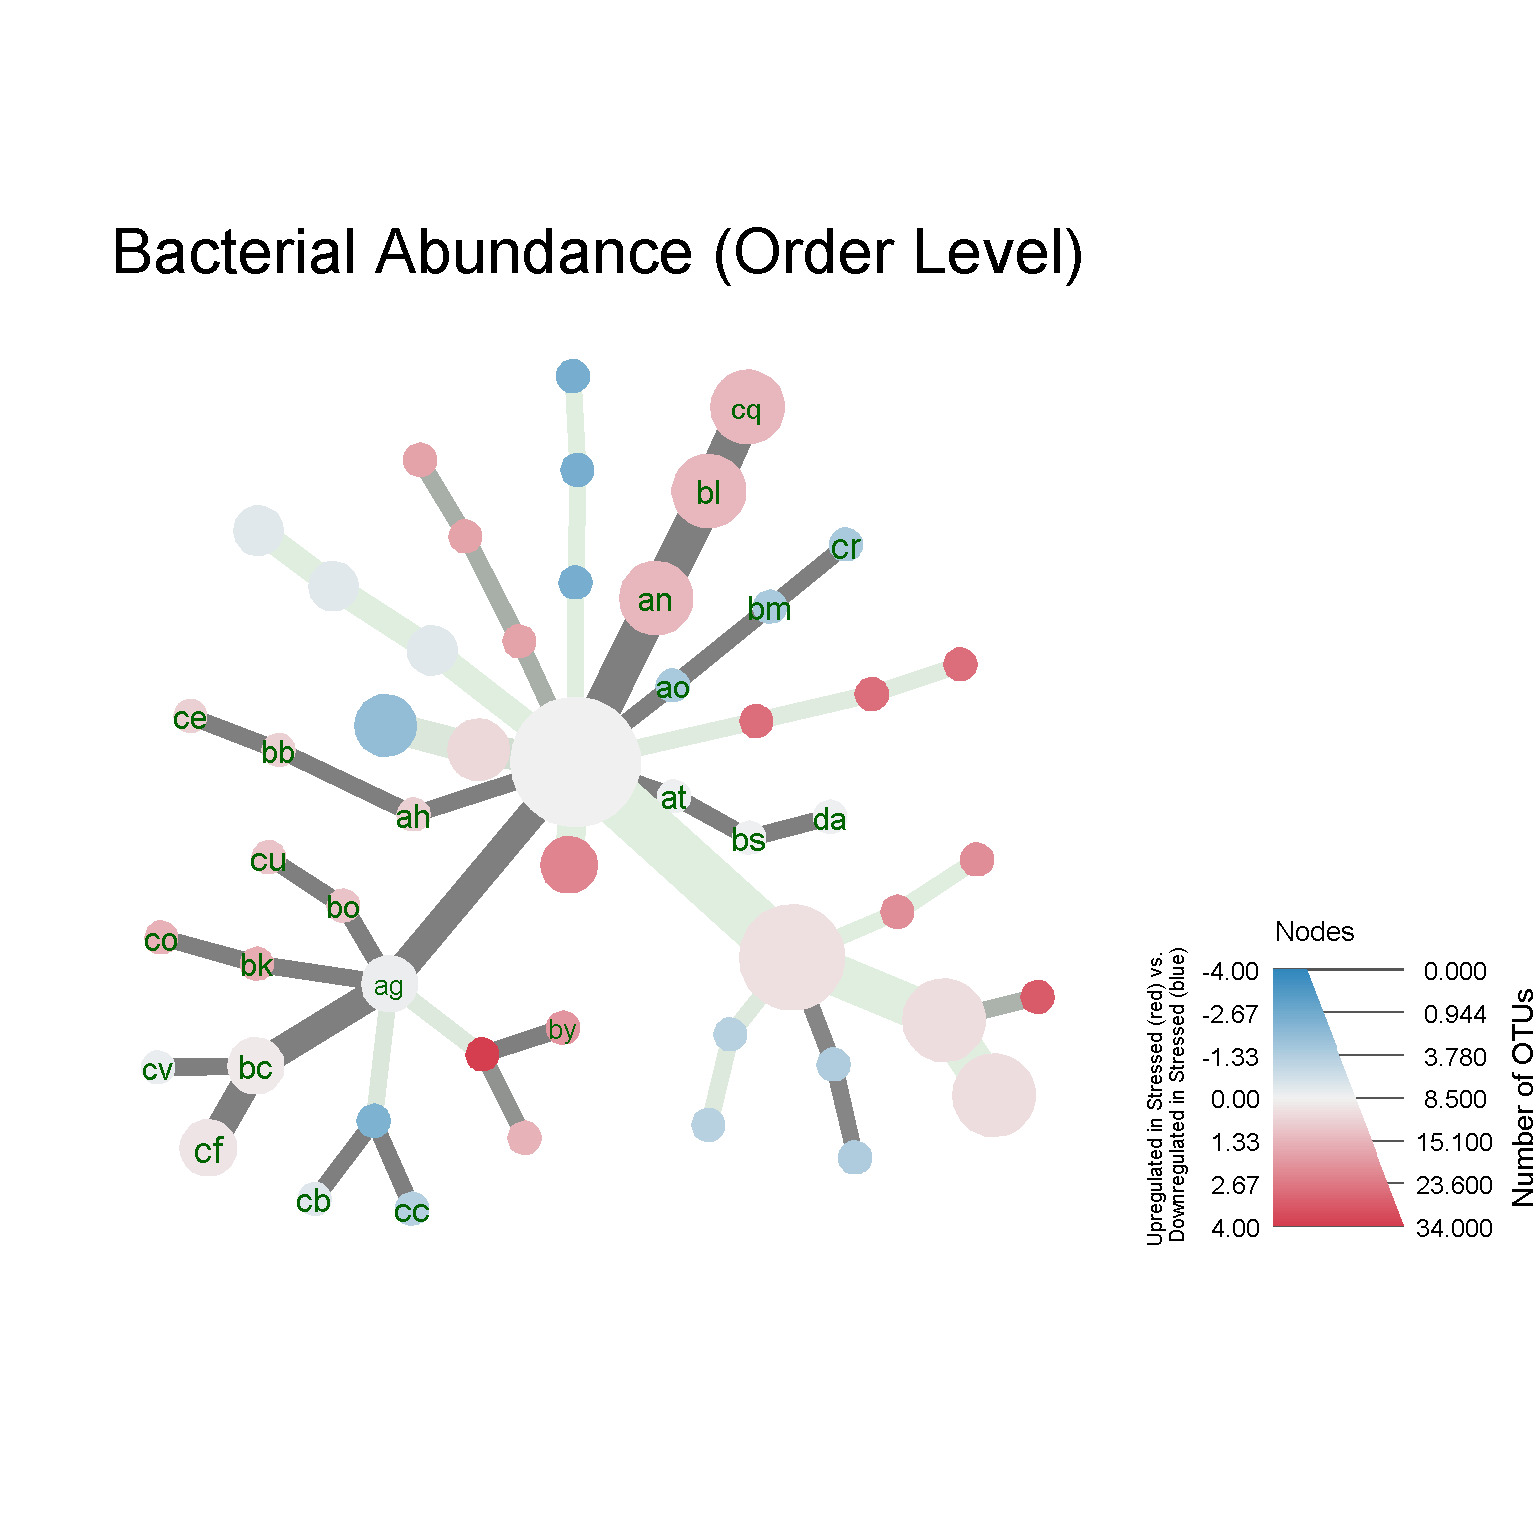 Bacterial Abundance (Order Level)
cq
bl
cr
an
bm
ao
ce
bb
at
ah
bs
da
cu
bo
co
bk
ag
by
cv
bc
cf
cb
cc
Nodes
-4.00
0.000
-2.67
0.944
-1.33
3.780
0.00
8.500
1.33
15.100
2.67
23.600
4.00
34.000
Upregulated in Stressed (red) vs.
Downregulated in Stressed (blue)
Number of OTUs